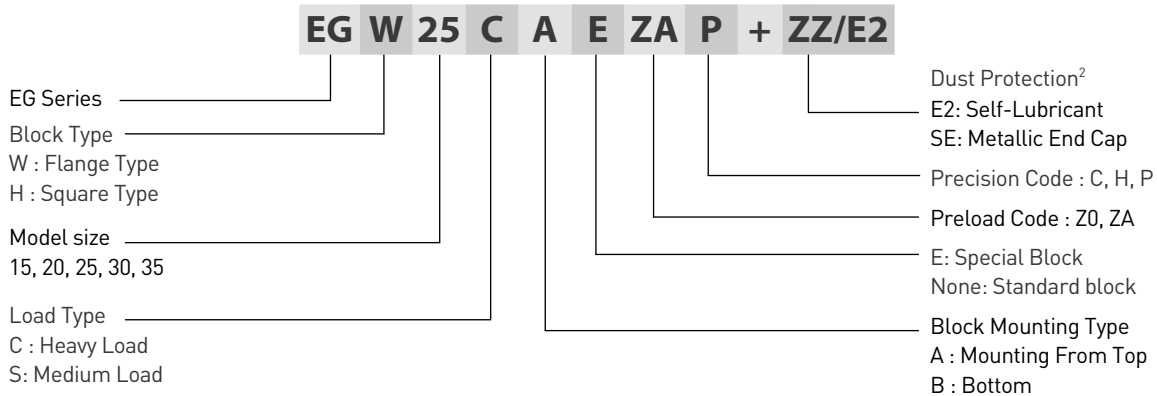 EG W 25 C A E ZA P + ZZ/E2
EG Series
Block Type
W : Flange Type
H : Square Type
Model size
15, 20, 25, 30, 35
Load Type
C : Heavy Load
S: Medium Load
Dust Protection²
E2: Self-Lubricant
SE: Metallic End Cap
Precision Code : C, H, P
Preload Code : Z0, ZA
E: Special Block
None: Standard block
Block Mounting Type
A : Mounting From Top
B : Bottom